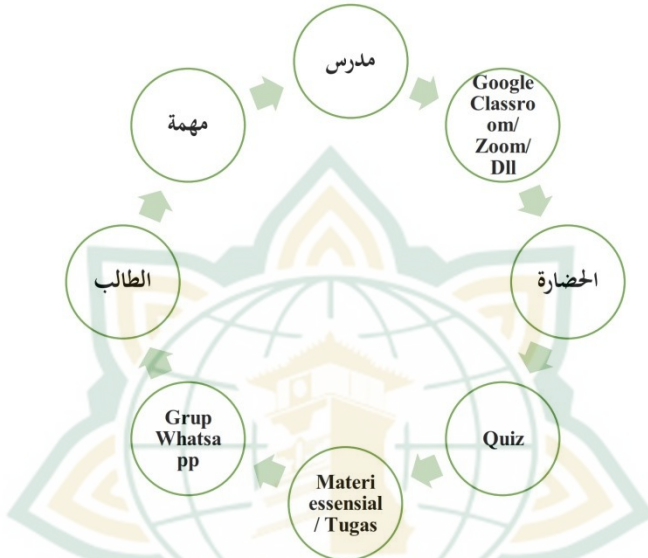 مدرس
Google
Classro
om/
Zoom/
Dll
الحضارة
Quiz
Materi
essensial
/ Tugas
Grup
Whatsa
pp
الطالب
مهمة